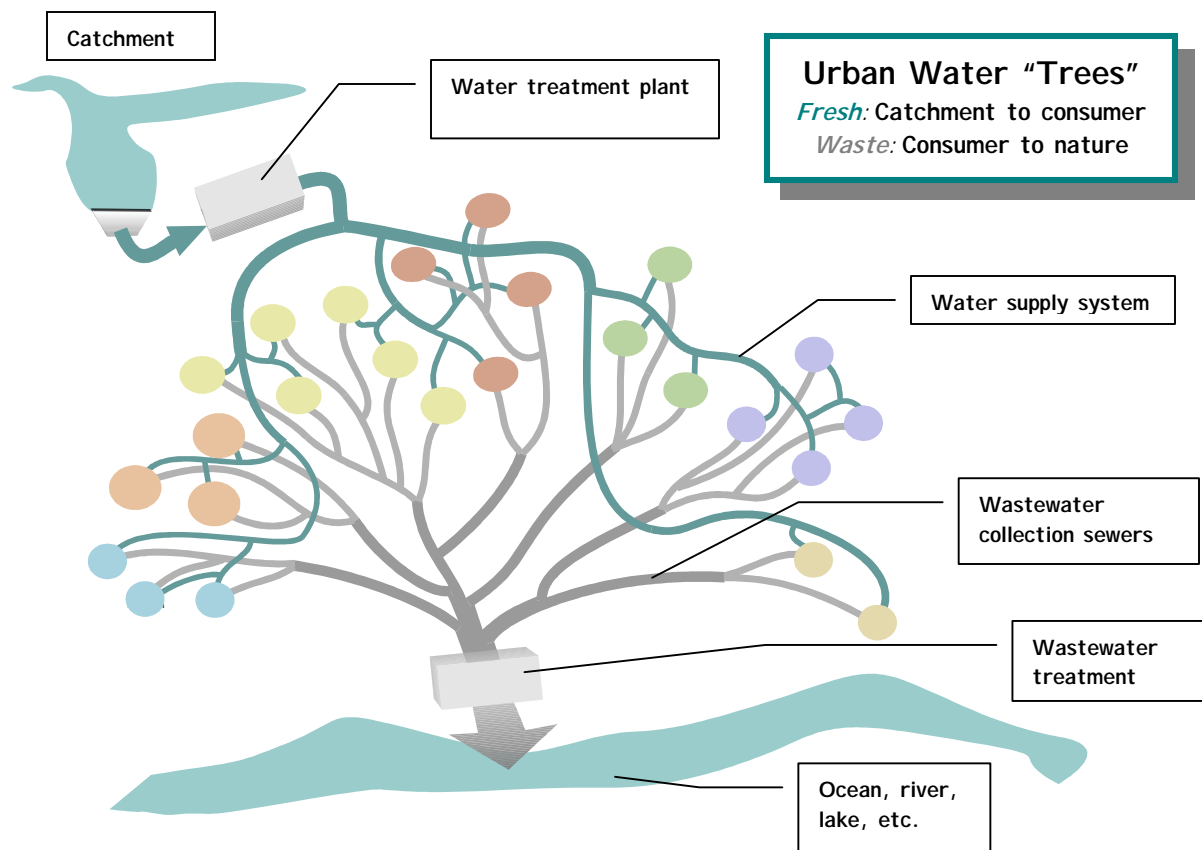 Catchment
Water treatment plant
Urban Water “Trees”
Fresh: Catchment to consumer
Waste: Consumer to nature
Water supply system
Wastewater
collection sewers
Wastewater
treatment
Ocean, river,
lake, etc.